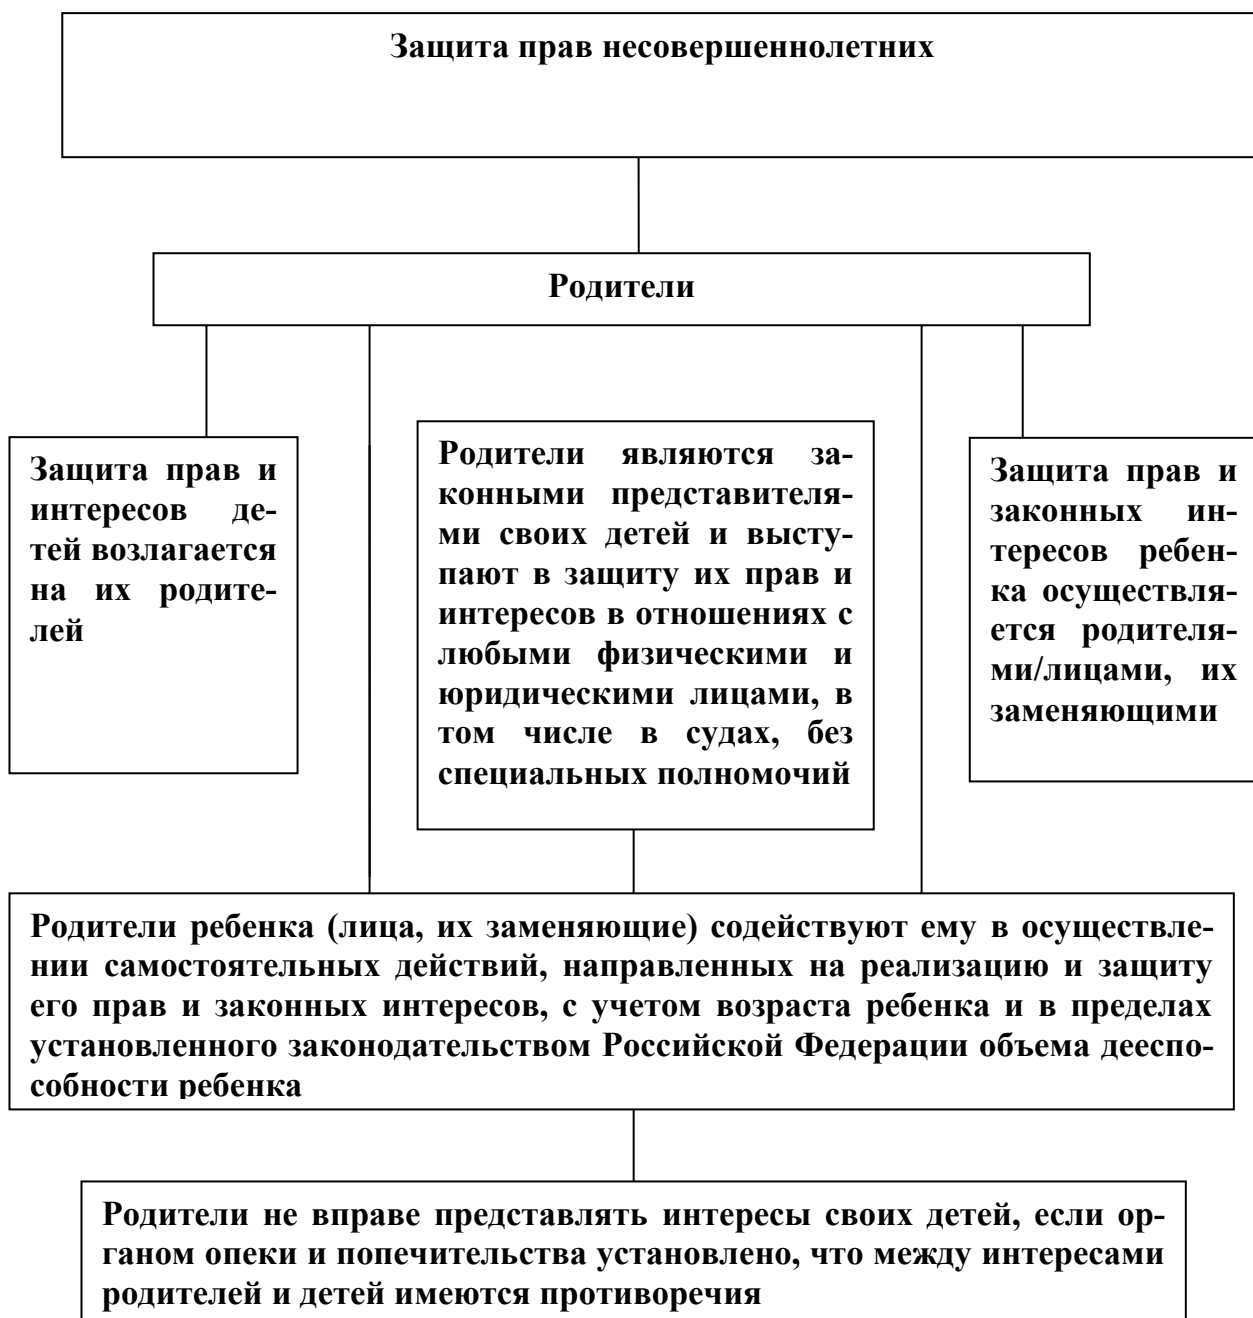 Защита прав несовершеннолетних
Родители
Защита прав и
интересов де-
тей возлагается
на их родите-
лей
Родители являются за-
конными представителя-
ми своих детей и высту-
пают в защиту их прав и
интересов в отношениях с
любыми физическими и
юридическими лицами, в
том числе в судах, без
специальных полномочий
Защита прав и
законных ин-
тересов ребен-
ка осуществля-
ется родителя-
ми/лицами, их
заменяющими
Родители ребенка (лица, их заменяющие) содействуют ему в осуществле-
нии самостоятельных действий, направленных на реализацию и защиту
его прав и законных интересов, с учетом возраста ребенка и в пределах
установленного законодательством Российской Федерации объема дееспо-
собности ребенка
Родители не вправе представлять интересы своих детей, если ор-
ганом опеки и попечительства установлено, что между интересами
родителей и детей имеются противоречия